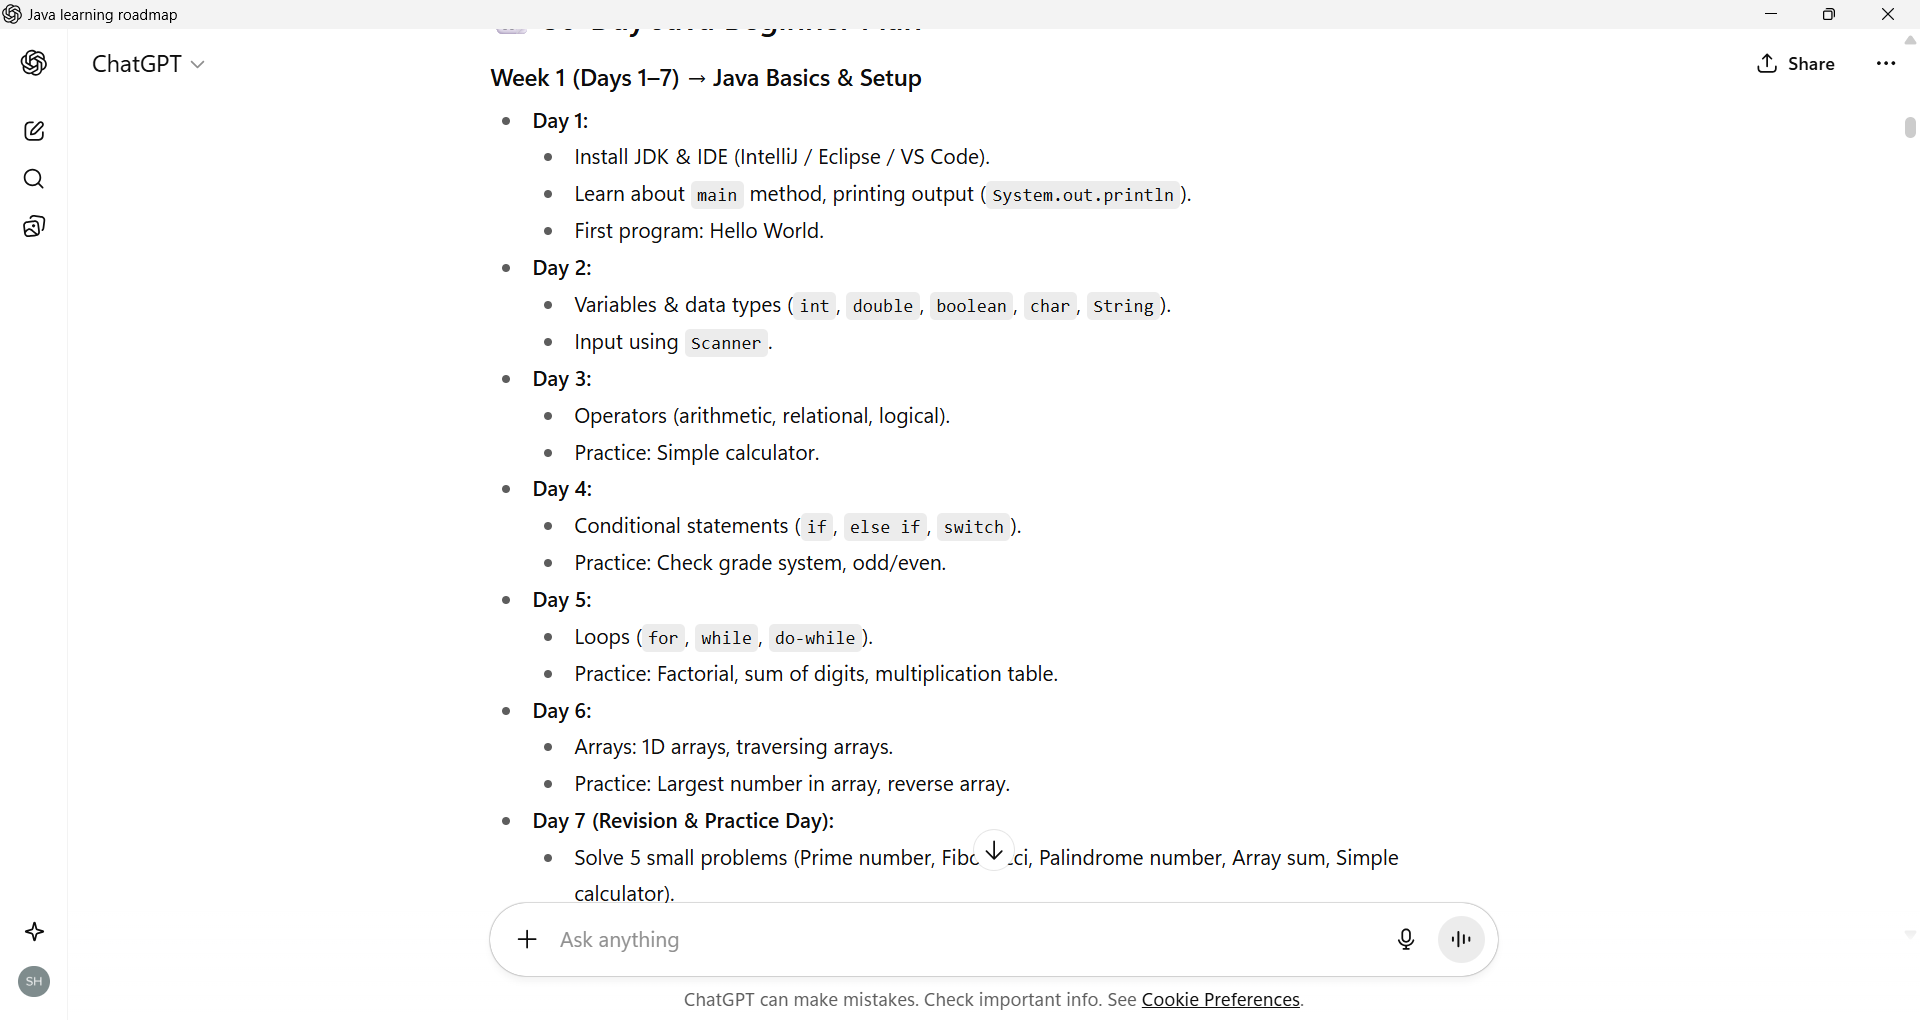 Java learning roadmap
ChatGPT
Share
Week 1 (Days 1–7) → Java Basics & Setup
Day 1:
Install JDK & IDE (IntelliJ / Eclipse / VS Code).
Learn about main method, printing output (System.out.println).
First program: Hello World.
Day 2:
Variables & data types (int, double, boolean, char, String).
Input using Scanner.
Day 3:
Operators (arithmetic, relational, logical).
Practice: Simple calculator.
Day 4:
Conditional statements (if, else if, switch).
Practice: Check grade system, odd/even.
Day 5:
Loops (for, while, do-while).
Practice: Factorial, sum of digits, multiplication table.
Day 6:
Arrays: 1D arrays, traversing arrays.
Practice: Largest number in array, reverse array.
Day 7 (Revision & Practice Day):
Solve 5 small problems (Prime number, Palindrome number, Array sum, Simple
calculator).
Ask anything
SH
ChatGPT can make mistakes. Check important info. See Cookie Preferences.